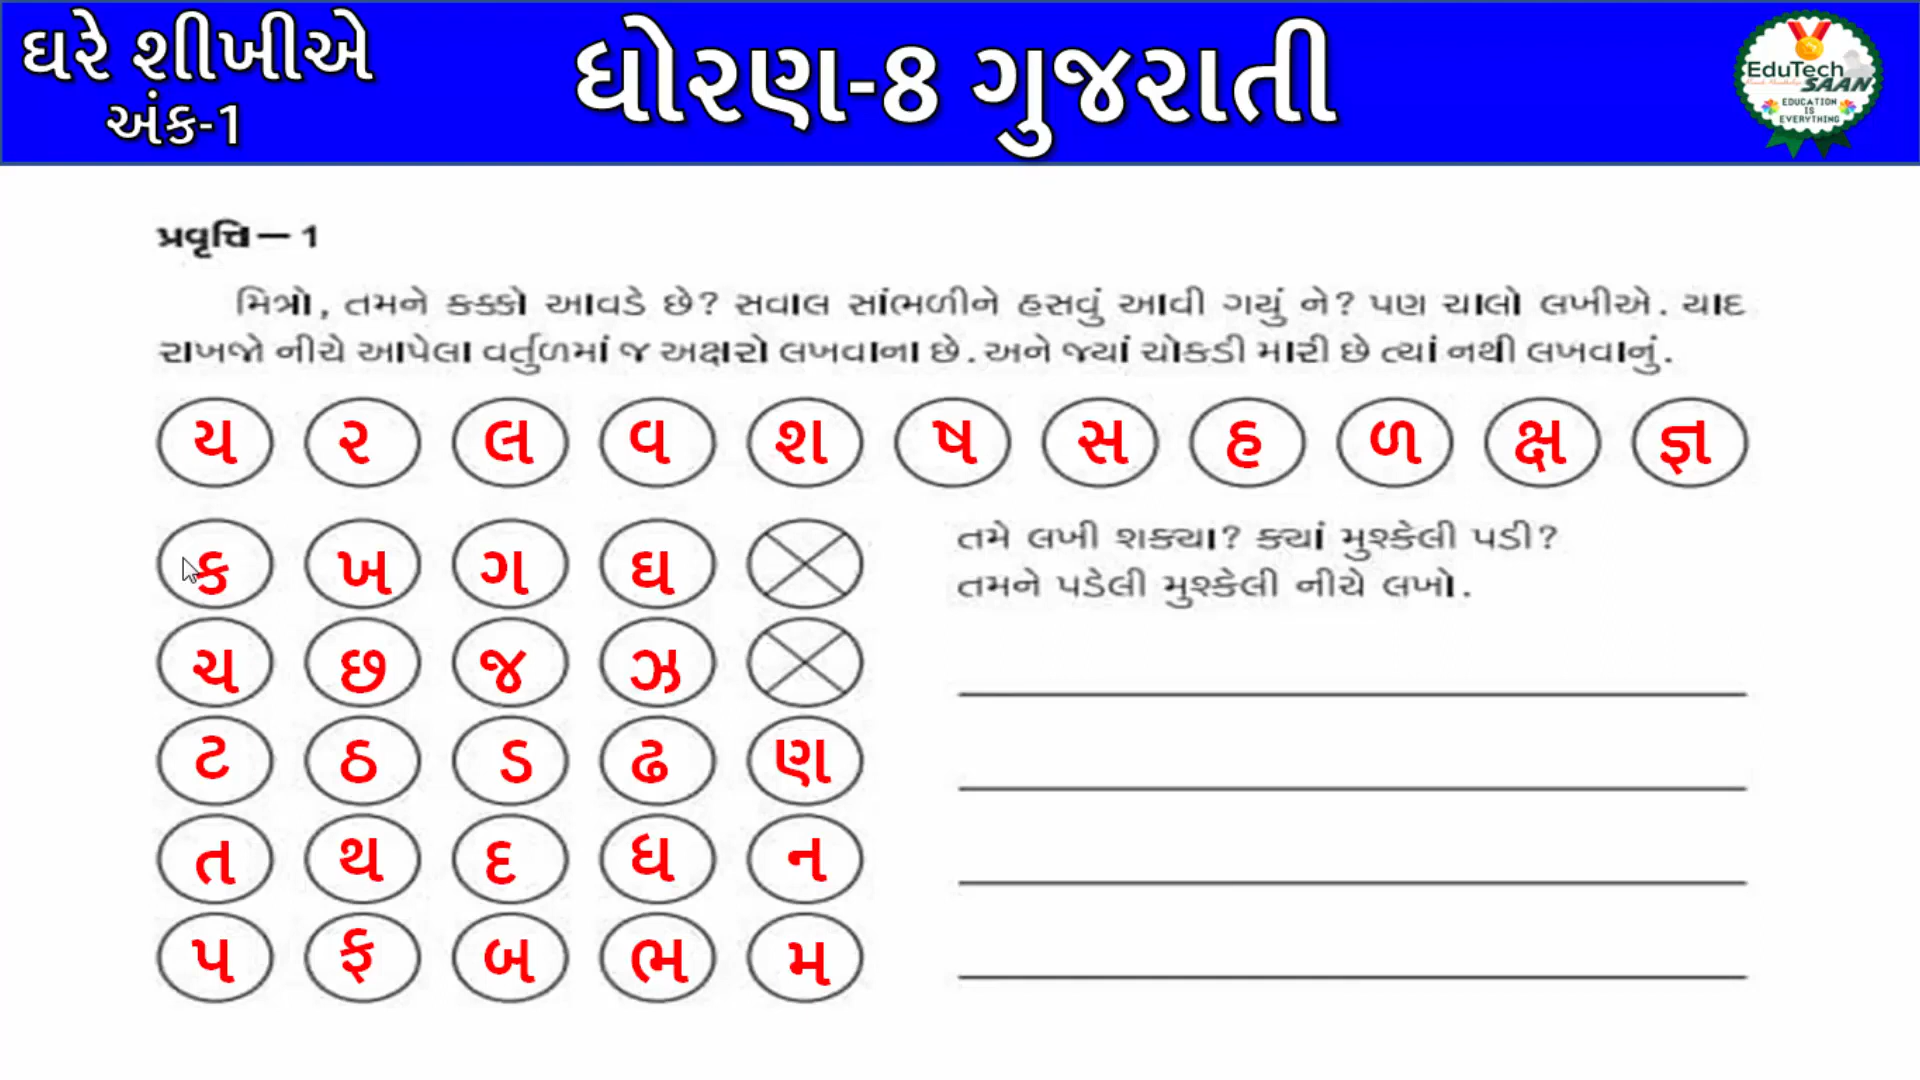 ઘરે શીખીએ
અંક-1
ધોરણ-8 ગુજરાતી
EduTech
SAAN
EDUCATION
IS
EVERYTHING
પ્રવૃત્તિ – 1
મિત્રો, તમને કક્કો આવડે છે? સવાલ સાંભળીને હસવું આવી ગયું ને? પણ ચાલો લખીએ. યાદ
રાખજો નીચે આપેલા વર્તુળમાં જ અક્ષરો લખવાના છે. અને જ્યાં ચોકડી મારી છે ત્યાં નથી લખવાનું.
ય ર લ વ શ ષ સ હ ળ ક્ષ જ્ઞ
ક ખ ગ ઘ
ચ છ જ ઝ
ટ ઠ ડ ઢ ણ
ત થ દ ધ ન
પ ફ બ ભ મ
તમે લખી શક્યા? ક્યાં મુશ્કેલી પડી?
તમને પડેલી મુશ્કેલી નીચે લખો.